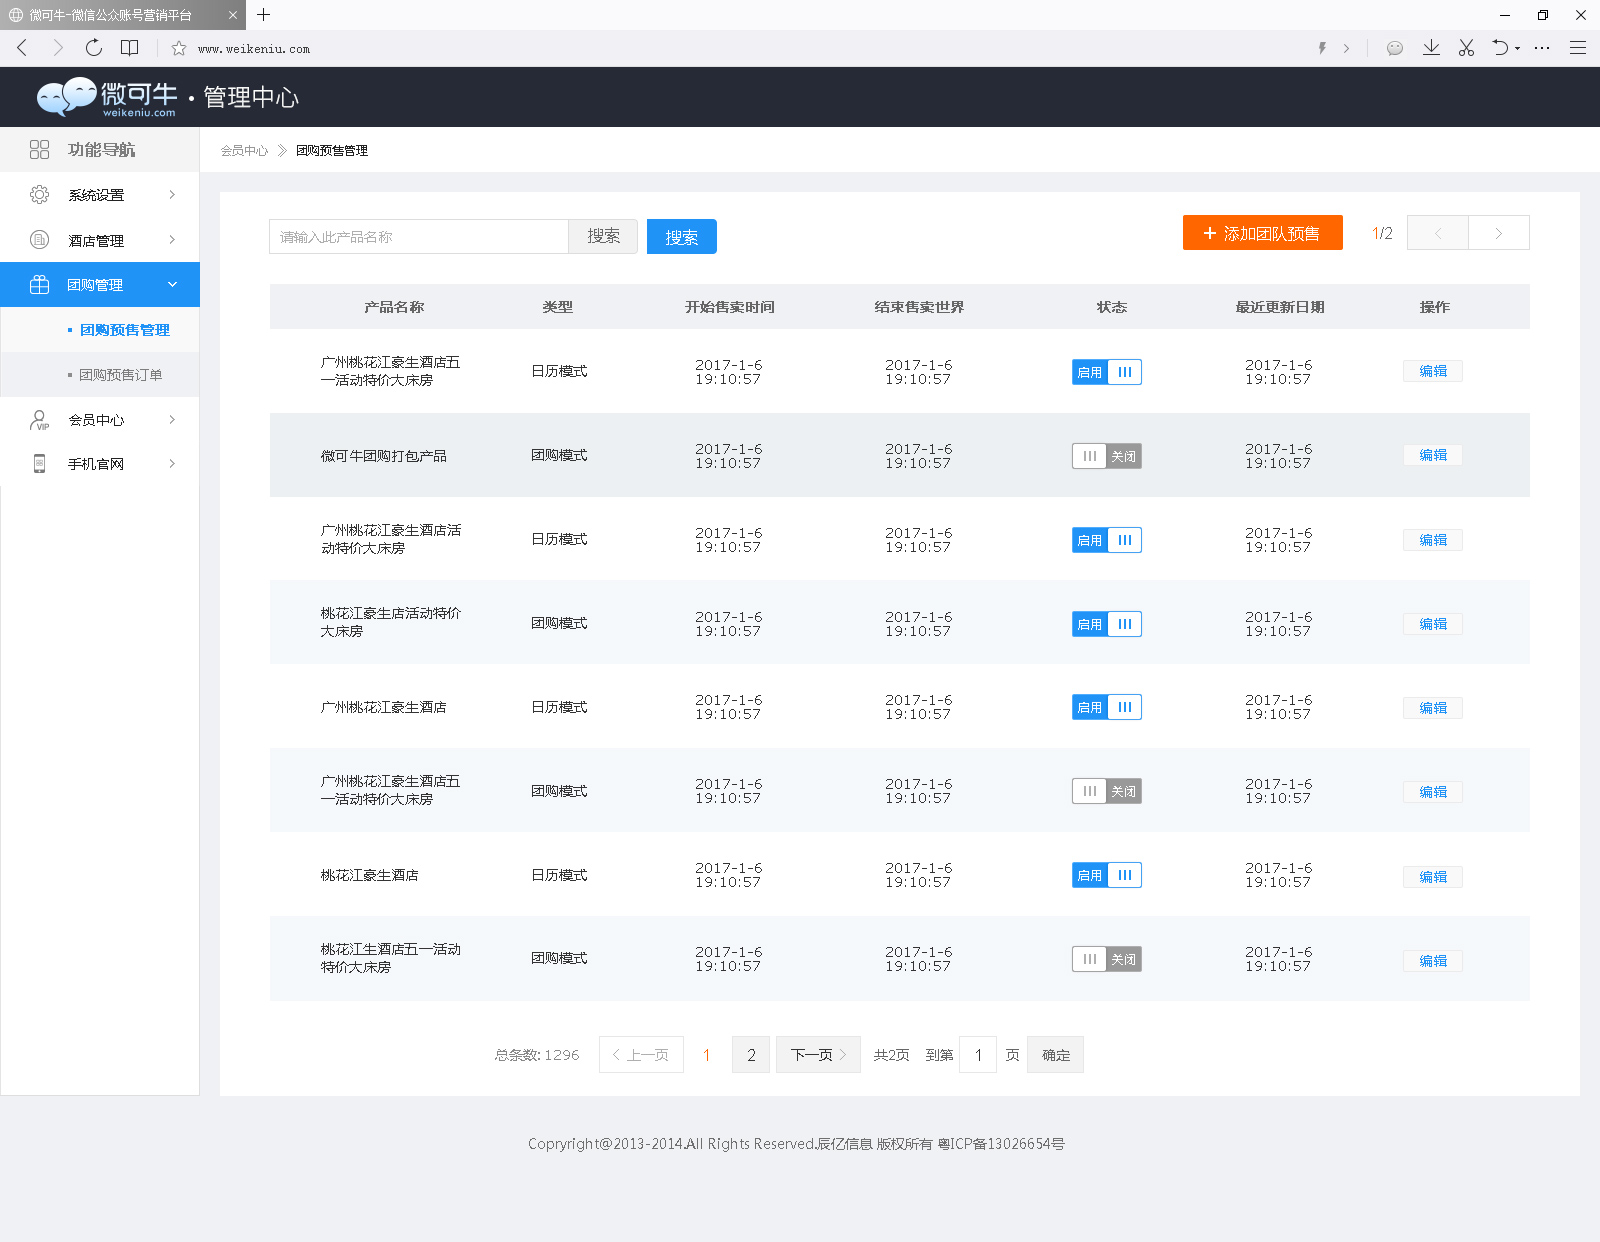 微可牛-微信公众账号营销平台
www.weikeniu.com
微可牛
weikeniu.com
·管理中心
功能导航
系统设置
酒店管理
团购管理
团购预售管理
团购预售订单
会员中心
VIP
手机官网
会员中心 团购预售管理
请输入此产品名称 搜索 搜索
+ 添加团队预售 1/2
产品名称 类型 开始售卖时间 结束售卖世界 状态 最近更新日期 操作
广州桃花江豪生酒店五
一活动特价大床房
日历模式
2017-1-6
19:10:57
2017-1-6
19:10:57
启用
2017-1-6
19:10:57
编辑
微可牛团购打包产品
团购模式
2017-1-6
19:10:57
2017-1-6
19:10:57
关闭
2017-1-6
19:10:57
编辑
广州桃花江豪生酒店活
动特价大床房
日历模式
2017-1-6
19:10:57
2017-1-6
19:10:57
启用
2017-1-6
19:10:57
编辑
桃花江豪生店活动特价
大床房
团购模式
2017-1-6
19:10:57
2017-1-6
19:10:57
启用
2017-1-6
19:10:57
编辑
广州桃花江豪生酒店
日历模式
2017-1-6
19:10:57
2017-1-6
19:10:57
启用
2017-1-6
19:10:57
编辑
广州桃花江豪生酒店五
一活动特价大床房
团购模式
2017-1-6
19:10:57
2017-1-6
19:10:57
关闭
2017-1-6
19:10:57
编辑
桃花江豪生酒店
日历模式
2017-1-6
19:10:57
2017-1-6
19:10:57
启用
2017-1-6
19:10:57
编辑
桃花江生酒店五一活动
特价大床房
团购模式
2017-1-6
19:10:57
2017-1-6
19:10:57
关闭
2017-1-6
19:10:57
编辑
总条数: 1296 上一页 1 2 下一页 共2页 到第 1 页 确定
Copryright@2013-2014.All Rights Reserved.辰亿信息 版权所有 粤ICP备13026654号